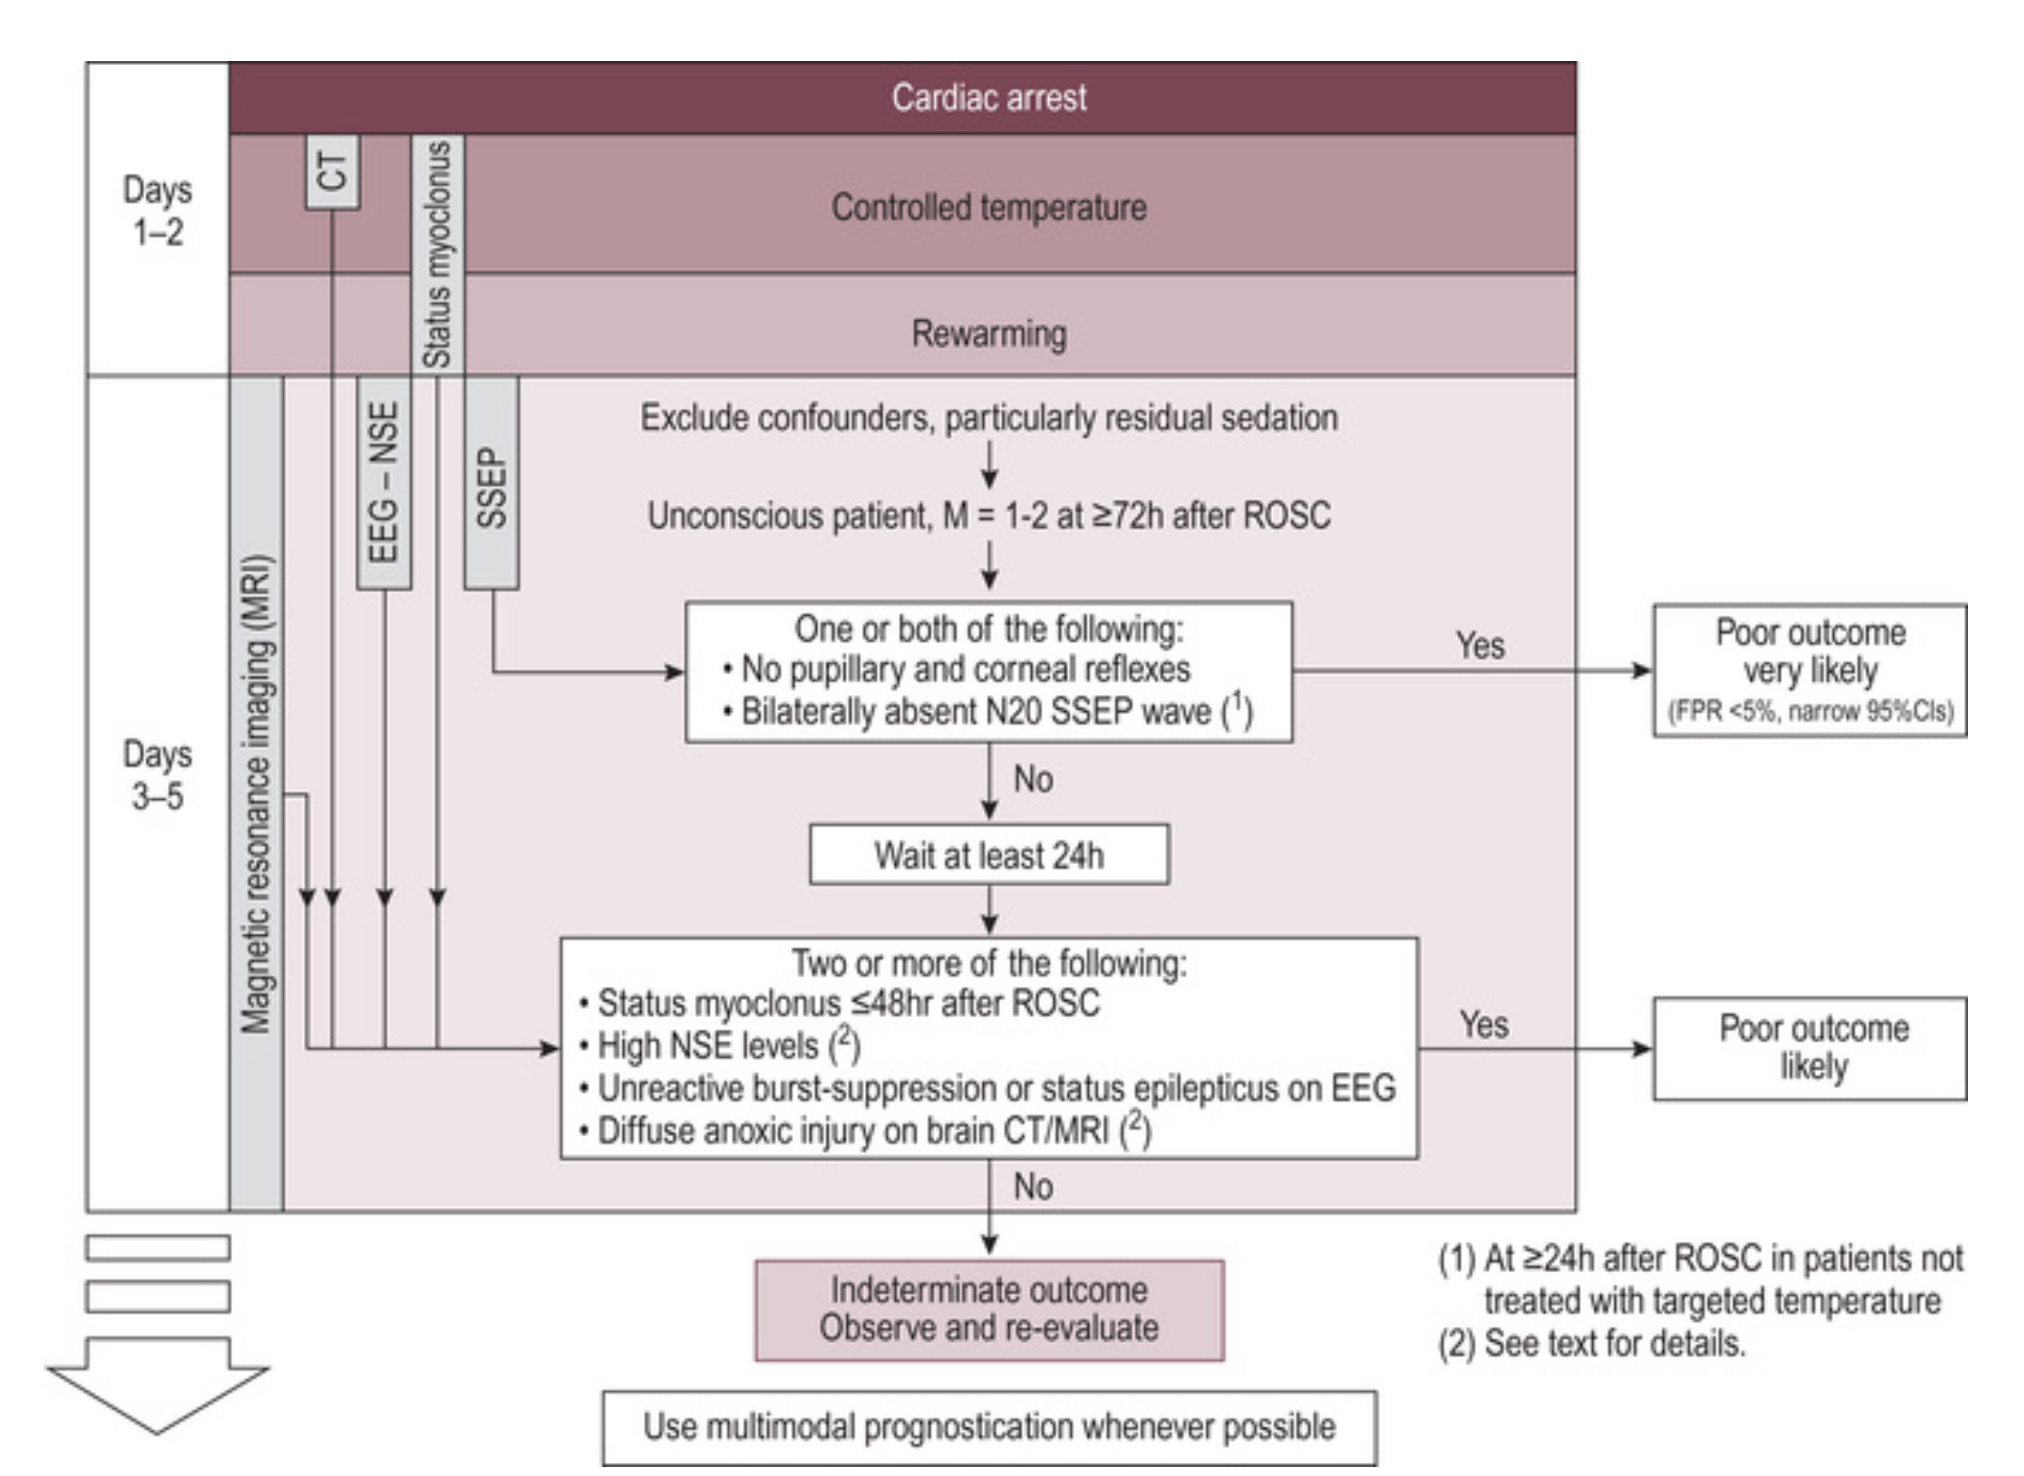 Cardiac arrest
Days
1–2
CT
Status myoclonus
Controlled temperature
Rewarming
Days
3–5
Magnetic resonance imaging (MRI)
EEG – NSE
SSEP
Exclude confounders, particularly residual sedation
Unconscious patient, M = 1-2 at ≥72h after ROSC
One or both of the following:
• No pupillary and corneal reflexes
• Bilaterally absent N20 SSEP wave (1)
Yes
Poor outcome
very likely
(FPR <5%, narrow 95%CIs)
No
Wait at least 24h
Two or more of the following:
• Status myoclonus ≤48hr after ROSC
• High NSE levels (2)
• Unreactive burst-suppression or status epilepticus on EEG
• Diffuse anoxic injury on brain CT/MRI (2)
Yes
Poor outcome
likely
No
Indeterminate outcome
Observe and re-evaluate
(1) At ≥24h after ROSC in patients not
treated with targeted temperature
(2) See text for details.
Use multimodal prognostication whenever possible